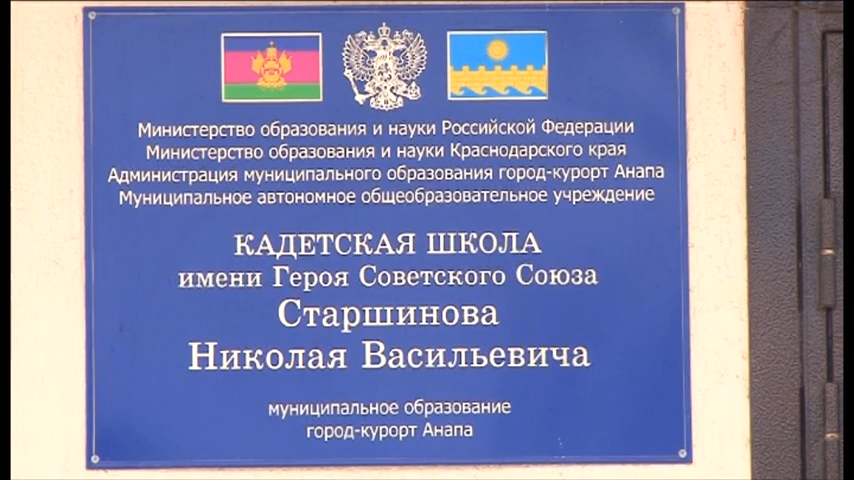 Министерство образования и науки Российской Федерации
Министерство образования и науки Краснодарского края
Администрация муниципального образования город-курорт Анапа
Муниципальное автономное общеобразовательное учреждение
КАДЕТСКАЯ ШКОЛА
имени Героя Советского Союза
Старшинова
Николая Васильевича
муниципальное образование
город-курорт Анапа